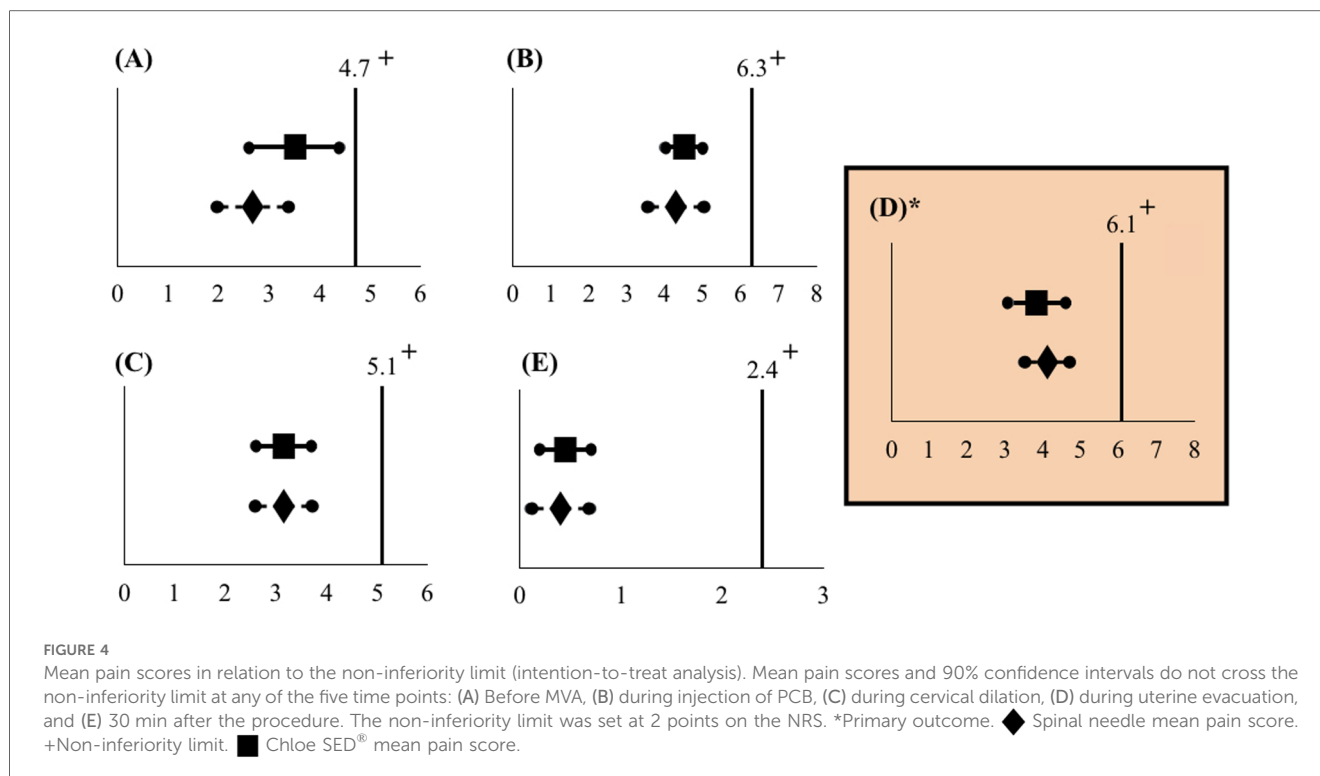 (A)
4.7 +
0 1 2 3 4 5 6
(B)
6.3 +
0 1 2 3 4 5 6 7 8
(C)
5.1 +
0 1 2 3 4 5 6
(E)
2.4 +
0 1 2 3
(D)*
6.1 +
0 1 2 3 4 5 6 7 8
FIGURE 4
Mean pain scores in relation to the non-inferiority limit (intention-to-treat analysis). Mean pain scores and 90% confidence intervals do not cross the
non-inferiority limit at any of the five time points: (A) Before MVA, (B) during injection of PCB, (C) during cervical dilation, (D) during uterine evacuation,
and (E) 30 min after the procedure. The non-inferiority limit was set at 2 points on the NRS. *Primary outcome. ◆ Spinal needle mean pain score.
+Non-inferiority limit. ■ Chloe SED® mean pain score.